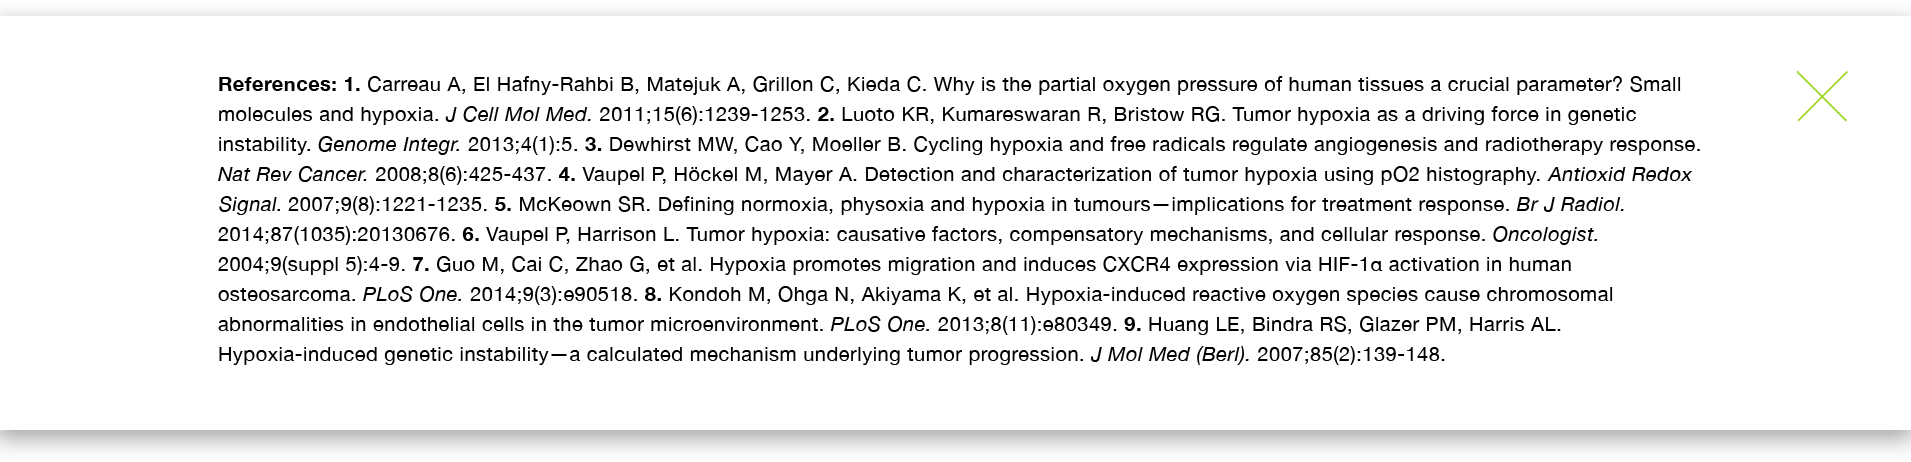 References: 1. Carreau A, El Hafny-Rahbi B, Matejuk A, Grillon C, Kieda C. Why is the partial oxygen pressure of human tissues a crucial parameter? Small
molecules and hypoxia. J Cell Mol Med. 2011;15(6):1239-1253. 2. Luoto KR, Kumareswaran R, Bristow RG. Tumor hypoxia as a driving force in genetic
instability. Genome Integr. 2013;4(1):5. 3. Dewhirst MW, Cao Y, Moeller B. Cycling hypoxia and free radicals regulate angiogenesis and radiotherapy response.
Nat Rev Cancer. 2008;8(6):425-437. 4. Vaupel P, Höckel M, Mayer A. Detection and characterization of tumor hypoxia using pO2 histography. Antioxid Redox
Signal. 2007;9(8):1221-1235. 5. McKeown SR. Defining normoxia, physoxia and hypoxia in tumours—implications for treatment response. Br J Radiol.
2014;87(1035):20130676. 6. Vaupel P, Harrison L. Tumor hypoxia: causative factors, compensatory mechanisms, and cellular response. Oncologist.
2004;9(suppl 5):4-9. 7. Guo M, Cai C, Zhao G, et al. Hypoxia promotes migration and induces CXCR4 expression via HIF-1α activation in human
osteosarcoma. PLoS One. 2014;9(3):e90518. 8. Kondoh M, Ohga N, Akiyama K, et al. Hypoxia-induced reactive oxygen species cause chromosomal
abnormalities in endothelial cells in the tumor microenvironment. PLoS One. 2013;8(11):e80349. 9. Huang LE, Bindra RS, Glazer PM, Harris AL.
Hypoxia-induced genetic instability—a calculated mechanism underlying tumor progression. J Mol Med (Berl). 2007;85(2):139-148.